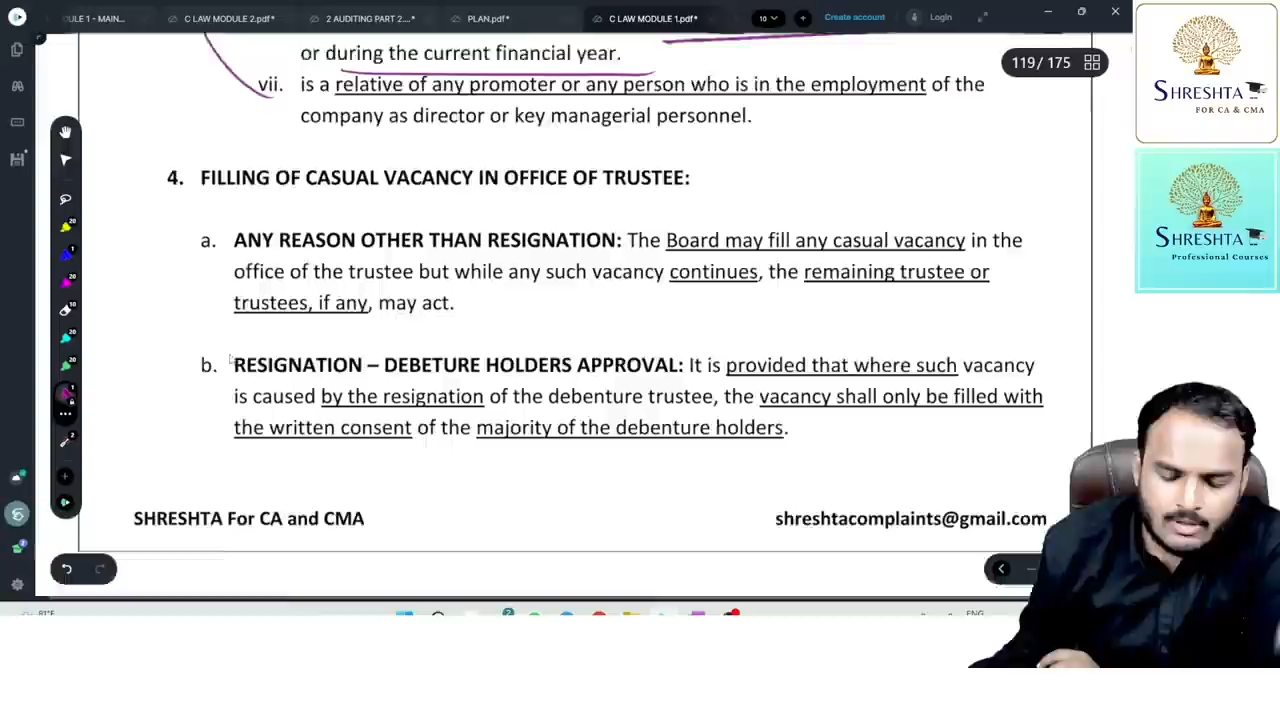 C LAW MODULE 2.pdf*
2 AUDITING PART 2....*
PLAN.pdf*
C LAW MODULE 1.pdf*
10
Create account
Login
or during the current financial year.
119 / 175
vii. is a relative of any promoter or any person who is in the employment of the
company as director or key managerial personnel.
4. FILLING OF CASUAL VACANCY IN OFFICE OF TRUSTEE:
a. ANY REASON OTHER THAN RESIGNATION: The Board may fill any casual vacancy in the
office of the trustee but while any such vacancy continues, the remaining trustee or
trustees, if any, may act.
b. RESIGNATION – DEBETURE HOLDERS APPROVAL: It is provided that where such vacancy
is caused by the resignation of the debenture trustee, the vacancy shall only be filled with
the written consent of the majority of the debenture holders.
SHRESHTA For CA and CMA
shreshtacomplaints@gmail.com
SHRESHTA
FOR CA & CMA
SHRESHTA
Professional Courses